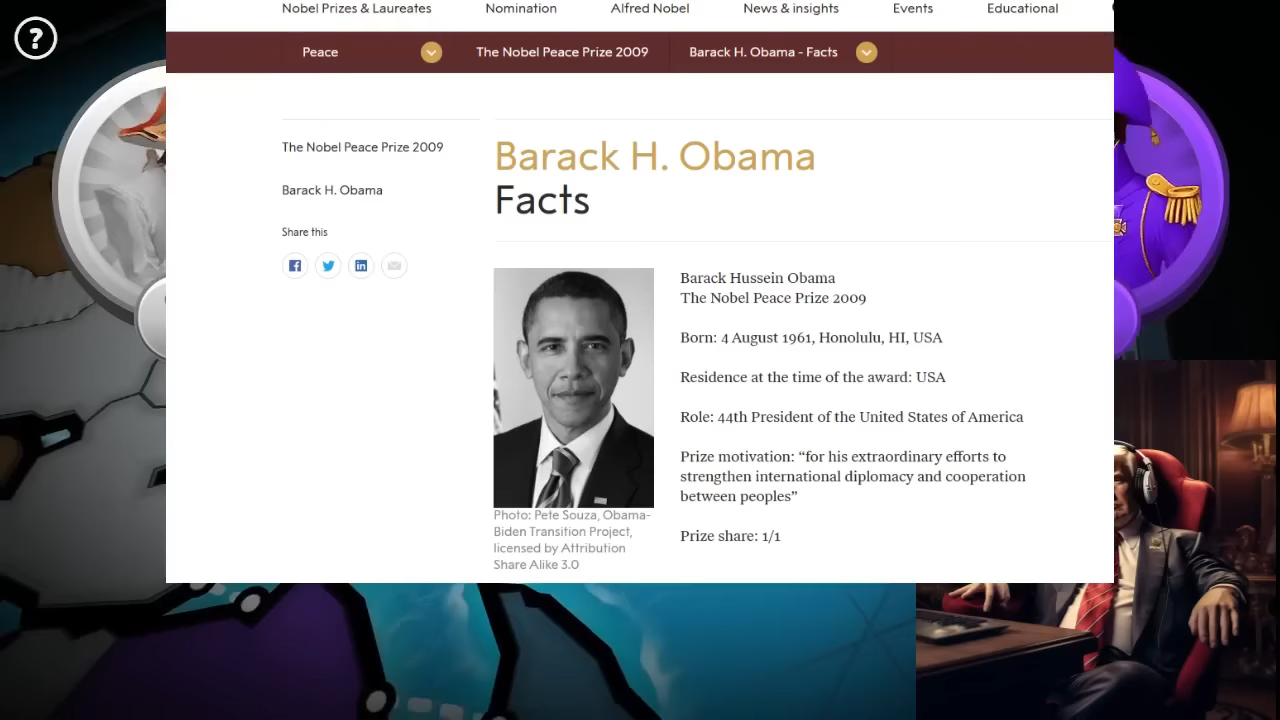 ?
Nobel Prizes & Laureates Nomination Alfred Nobel News & insights Events Educational
Peace The Nobel Peace Prize 2009 Barack H. Obama - Facts
The Nobel Peace Prize 2009
Barack H. Obama
Share this
Barack H. Obama
Facts
Barack Hussein Obama
The Nobel Peace Prize 2009
Born: 4 August 1961, Honolulu, HI, USA
Residence at the time of the award: USA
Role: 44th President of the United States of America
Prize motivation: “for his extraordinary efforts to
strengthen international diplomacy and cooperation
between peoples”
Prize share: 1/1
Photo: Pete Souza, Obama-
Biden Transition Project,
licensed by Attribution
Share Alike 3.0